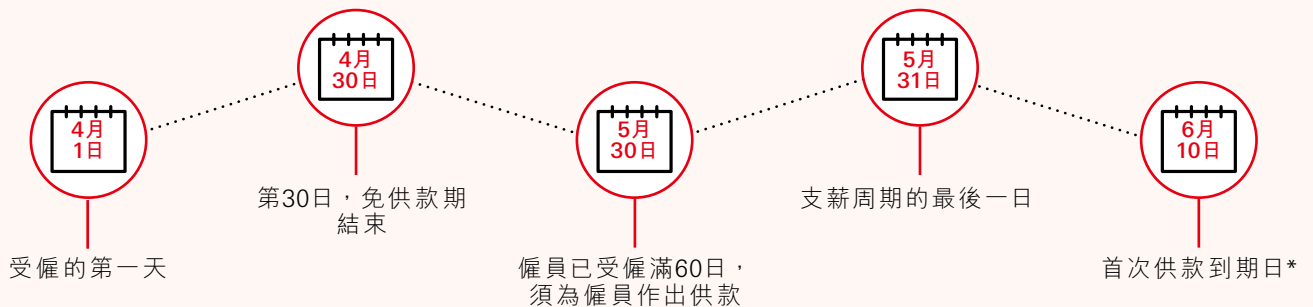 4月
1日
受僱的第一天
4月
30日
第30日，免供款期
結束
5月
30日
僱員已受僱滿60日，
須為僱員作出供款
5月
31日
支薪周期的最後一日
6月
10日
首次供款到期日*